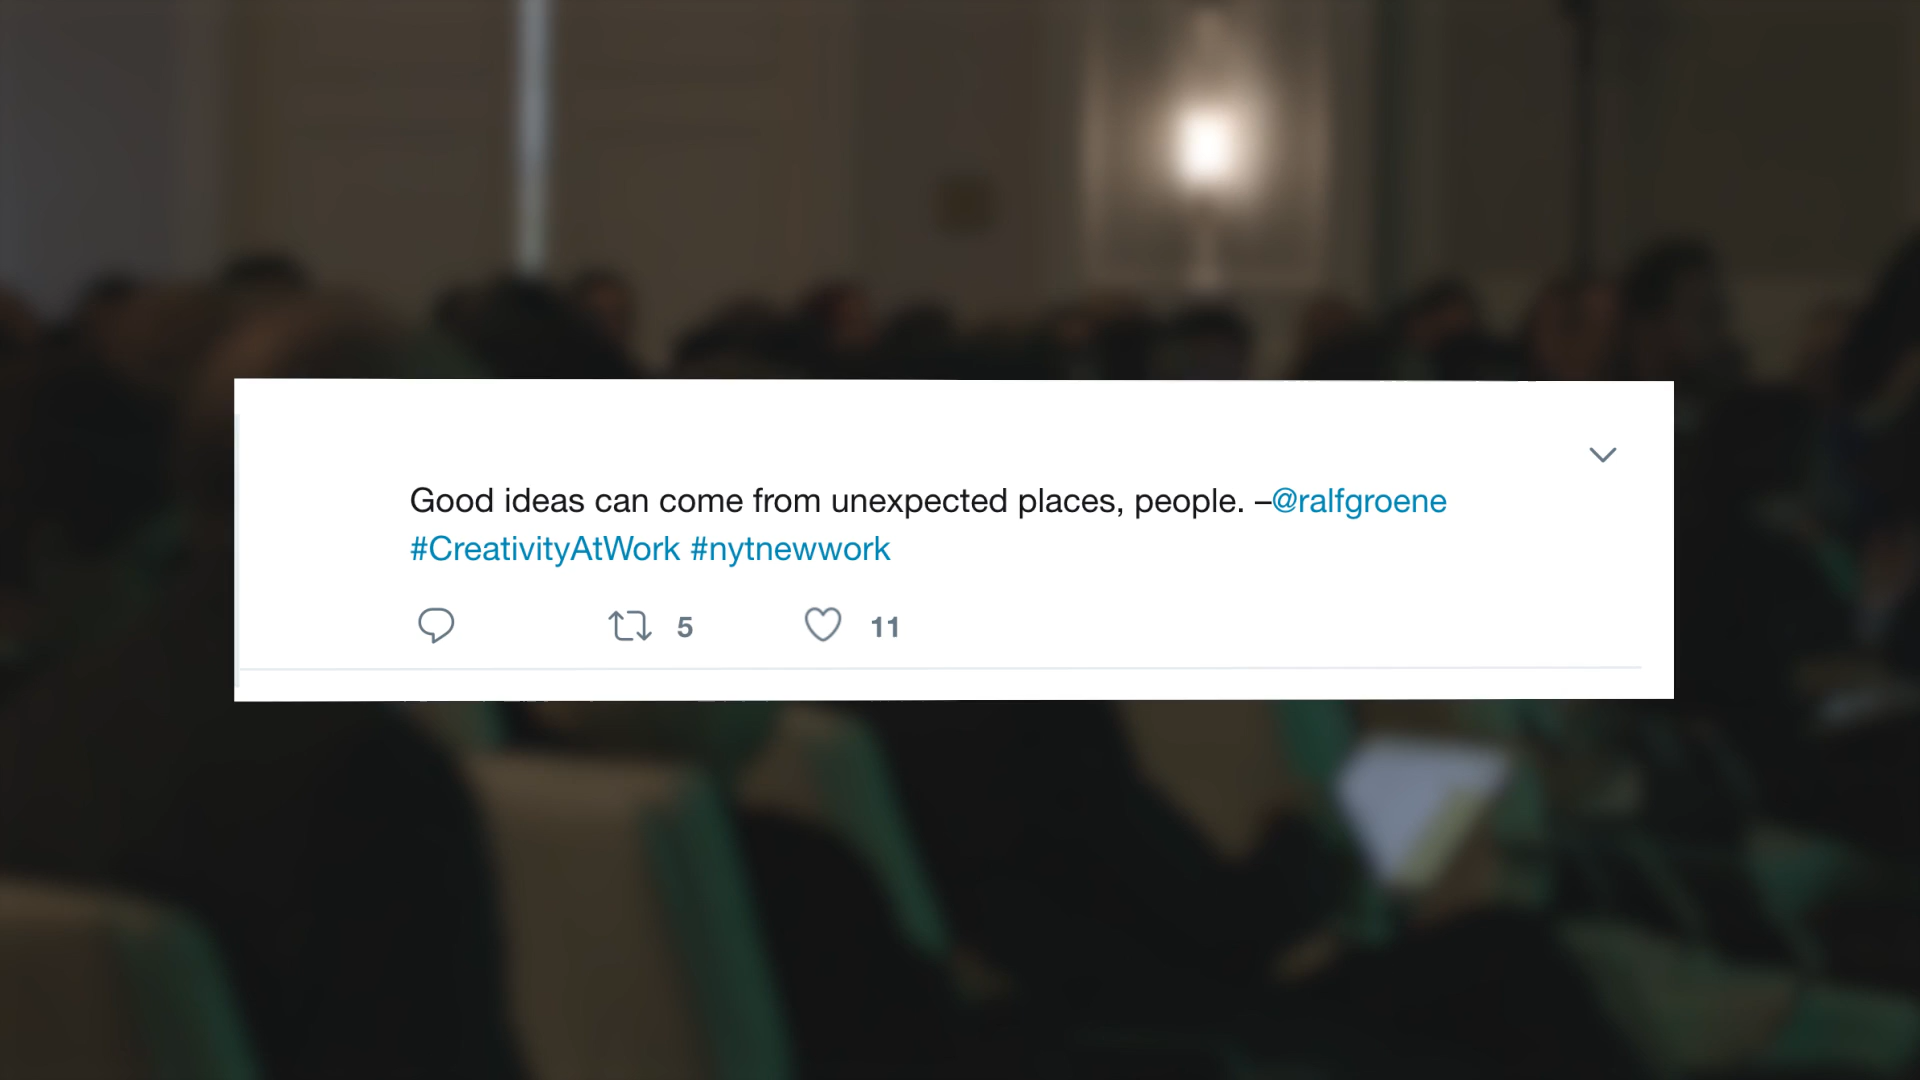 Good ideas can come from unexpected places, people. –@ralfgroene
#CreativityAtWork #nytnewwork
5 11